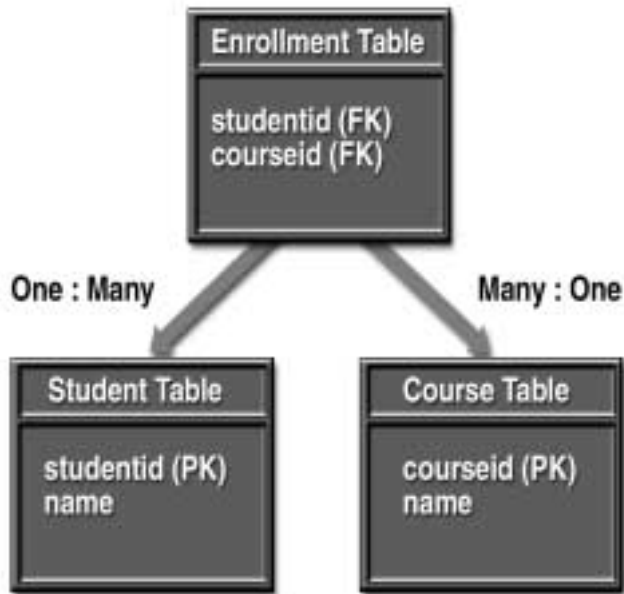 Enrollment Table
studentid (FK)
courseid (FK)
One : Many
Many : One
Student Table
studentid (PK)
name
Course Table
courseid (PK)
name